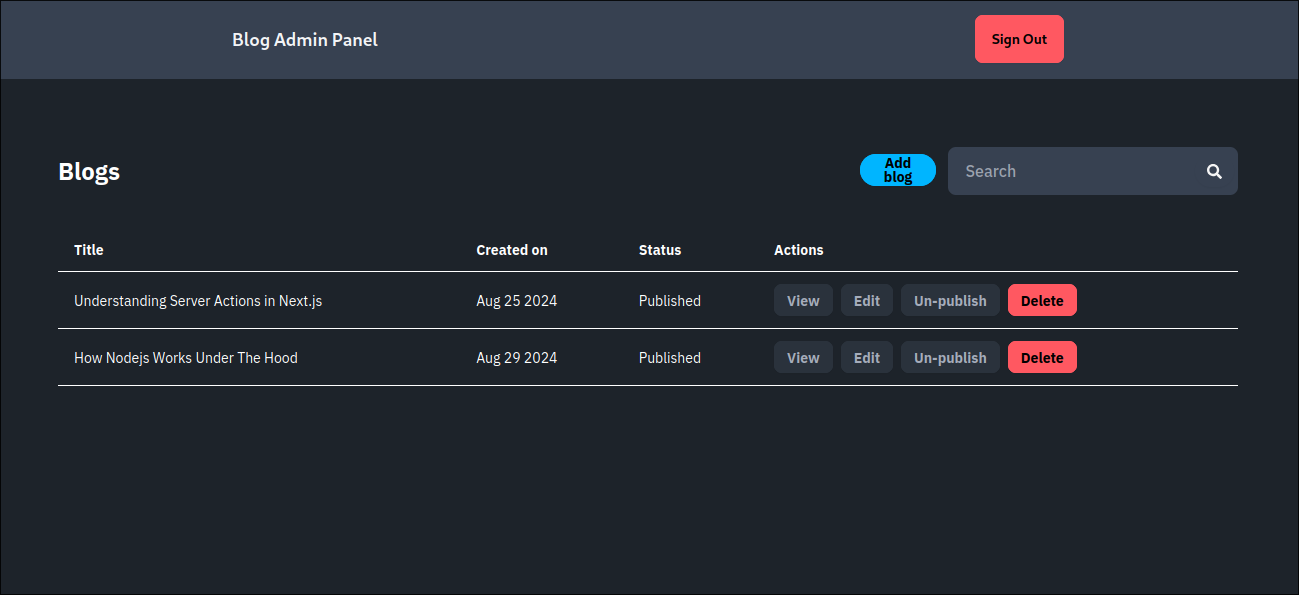 Blog Admin Panel
Sign Out
Blogs
Add
blog
Search
Title Created on Status Actions
Understanding Server Actions in Next.js Aug 25 2024 Published View Edit Un-publish Delete
How Nodejs Works Under The Hood Aug 29 2024 Published View Edit Un-publish Delete